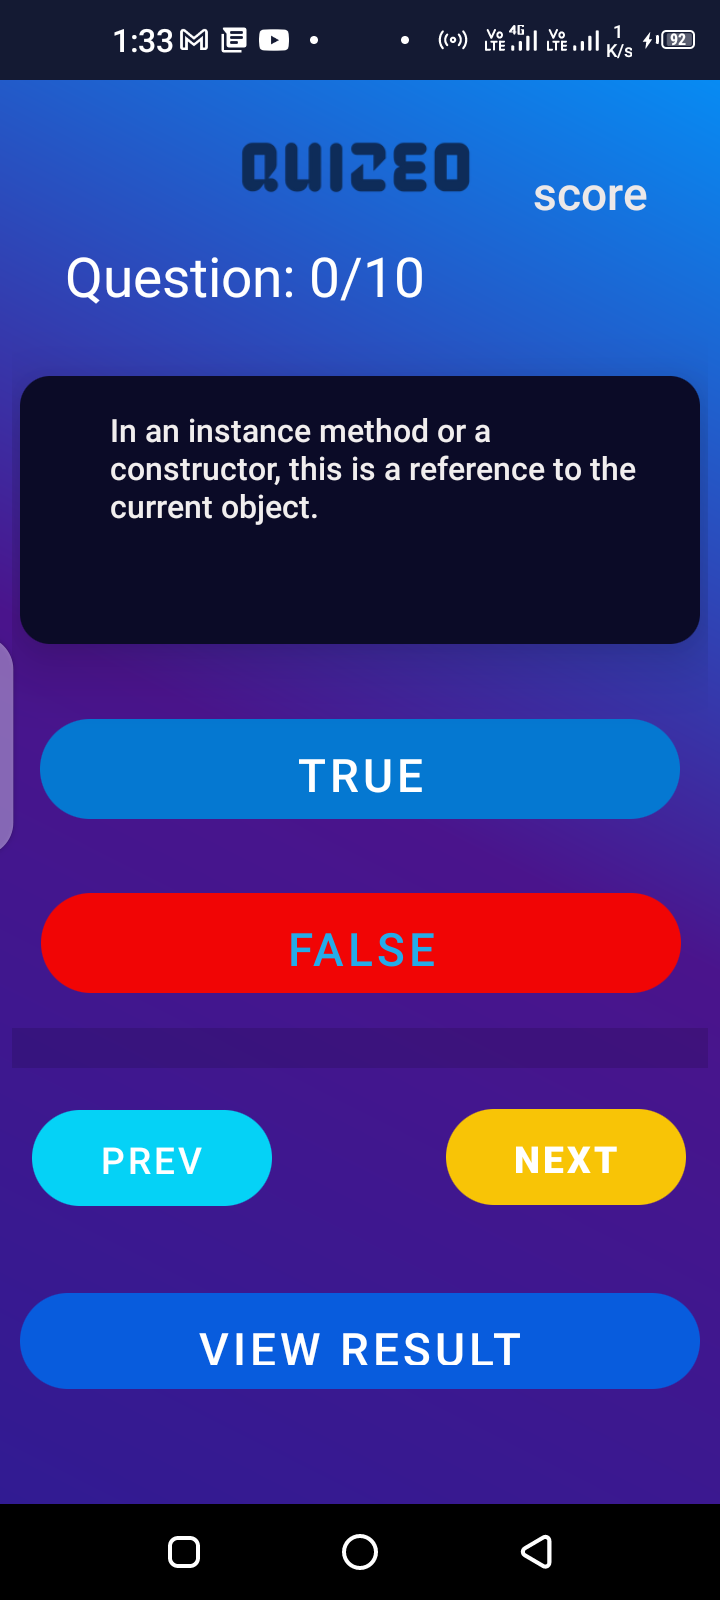 1:33
Vo LTE 4G Vo LTE 1 K/s 92
QUIZEO
score
Question: 0/10
In an instance method or a
constructor, this is a reference to the
current object.
TRUE
FALSE
PREV
NEXT
VIEW RESULT